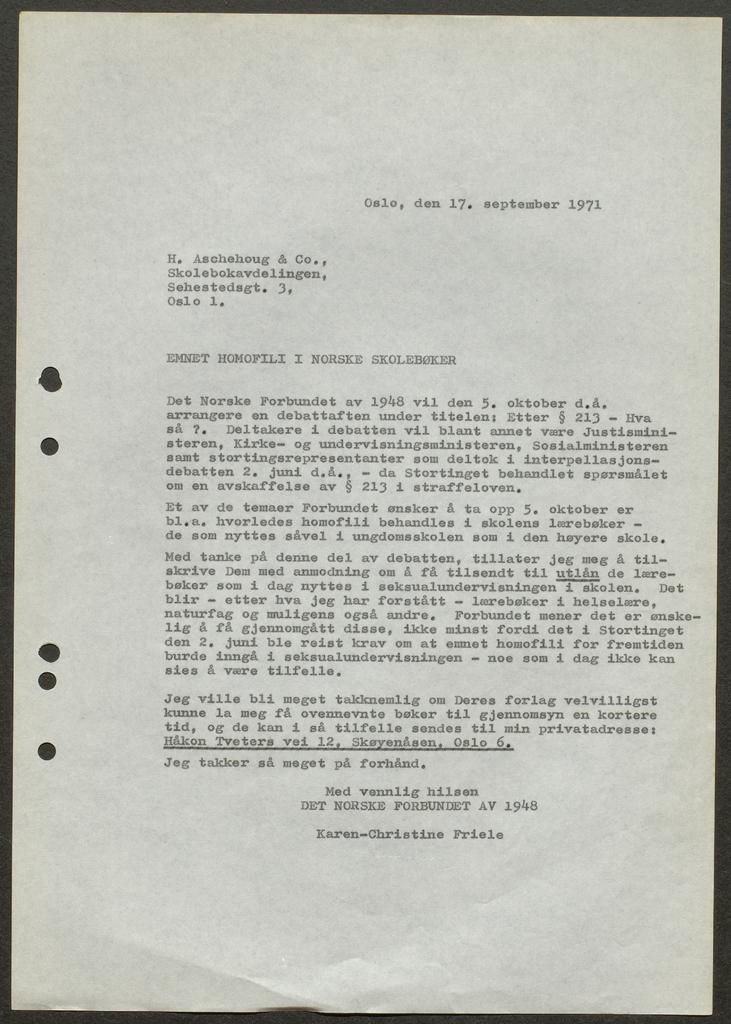 Oslo, den 17. september 1971
H. Aschehoug & Co.,
Skolebokavdelingen,
Sehestedsgt. 3,
Oslo 1.
EMNET HOMOFILI I NORSKE SKOLEBØKER
Det Norske Forbundet av 1948 vil den 5. oktober d.å.
arrangere en debattaften under titelen: Etter § 213 - Hva
så ?. Deltakere i debatten vil blant annet være Justismini-
steren, Kirke- og undervisningsministeren, Sosialministeren
samt stortingsrepresentanter som deltok i interpellasjons-
debatten 2. juni d.å., - da Stortinget behandlet spørsmålet
om en avskaffelse av § 213 i straffeloven.
Et av de temaer Forbundet ønsker å ta opp 5. oktober er
bl.a. hvorledes homofili behandles i skolens lærebøker -
de som nyttes såvel i ungdomsskolen som i den høyere skole.
Med tanke på denne del av debatten, tillater jeg meg å til-
skrive Dem med anmodning om å få tilsendt til utlån de lære-
bøker som i dag nyttes i seksualundervisningen i skolen. Det
blir - etter hva jeg har forstått - lærebøker i helselære,
naturfag og muligens også andre. Forbundet mener det er ønske-
lig å få gjennomgått disse, ikke minst fordi det i Stortinget
den 2. juni ble reist krav om at emnet homofili for fremtiden
burde inngå i seksualundervisningen - noe som i dag ikke kan
sies å være tilfelle.
Jeg ville bli meget takknemlig om Deres forlag velvilligst
kunne la meg få ovennevnte bøker til gjennomsyn en kortere
tid, og de kan i så tilfelle sendes til min privatadresse:
Håkon Tveters vei 12, Skøyenåsen, Oslo 6.
Jeg takker så meget på forhånd.
Med vennlig hilsen
DET NORSKE FORBUNDET AV 1948
Karen-Christine Friele